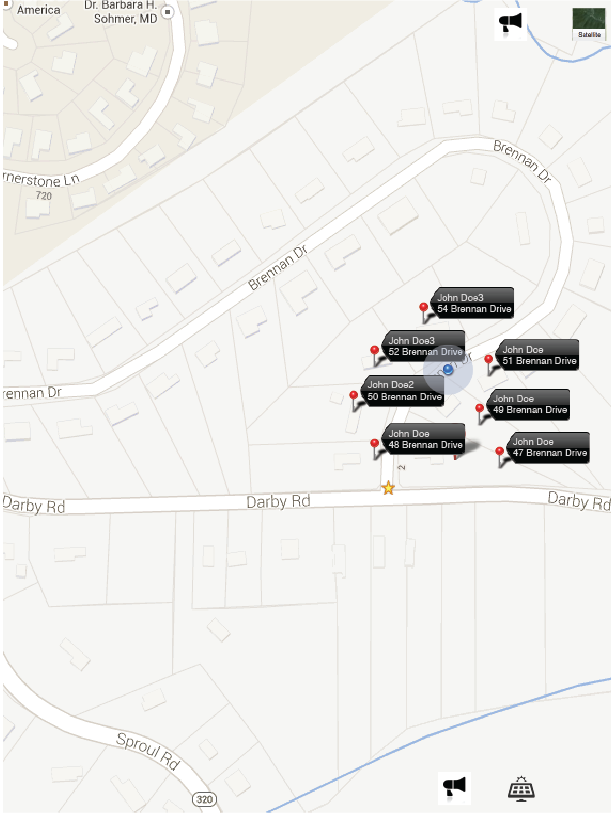 America
Dr. Barbara H.
Sohmer, MD
Satellite
Brennan Dr
rnerstone Ln
720
Brennan Dr
John Doe3
54 Brennan Drive
John Doe3
52 Brennan Drive
John Doe
51 Brennan Drive
rennan Dr
John Doe2
50 Brennan Drive
John Doe
49 Brennan Drive
John Doe
48 Brennan Drive
John Doe
47 Brennan Drive
Darby Rd
Darby Rd
Darby Rd
Sproul Rd
320